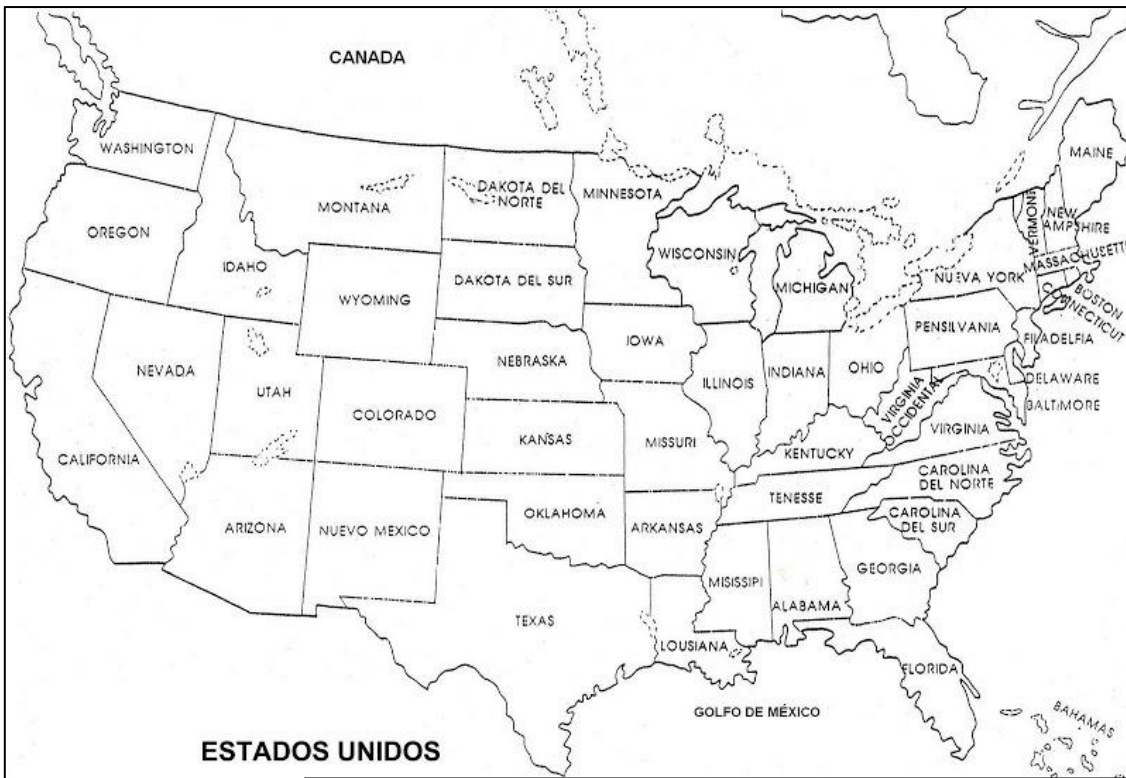 CANADA
WASHINGTON
MONTANA
DAKOTA DEL
NORTE
MINNESOTA
MAINE
OREGON
IDAHO
WYOMING
DAKOTA DEL SUR
WISCONSIN
MICHIGAN
NUEVA YORK
VERMONE
NEW
AMPSHIRE
MASSACHUSETTE
BOSTON
CONNECTICUT
NEVADA
UTAH
COLORADO
NEBRASKA
IOWA
ILLINOIS
INDIANA
OHIO
PENSILVANIA
FILADELFIA
DELAWARE
BALTIMORE
VIRGINIA
OCCIDENTAL
VIRGINIA
CALIFORNIA
KANSAS
MISSURI
KENTUCKY
CAROLINA
DEL NORTE
ARIZONA
NUEVO MEXICO
OKLAHOMA
ARKANSAS
TENESSE
CAROLINA
DEL SUR
TEXAS
LOUSIANA
MISISSIPI
ALABAMA
GEORGIA
FLORIDA
GOLFO DE MÉXICO
BAHAMAS
ESTADOS UNIDOS